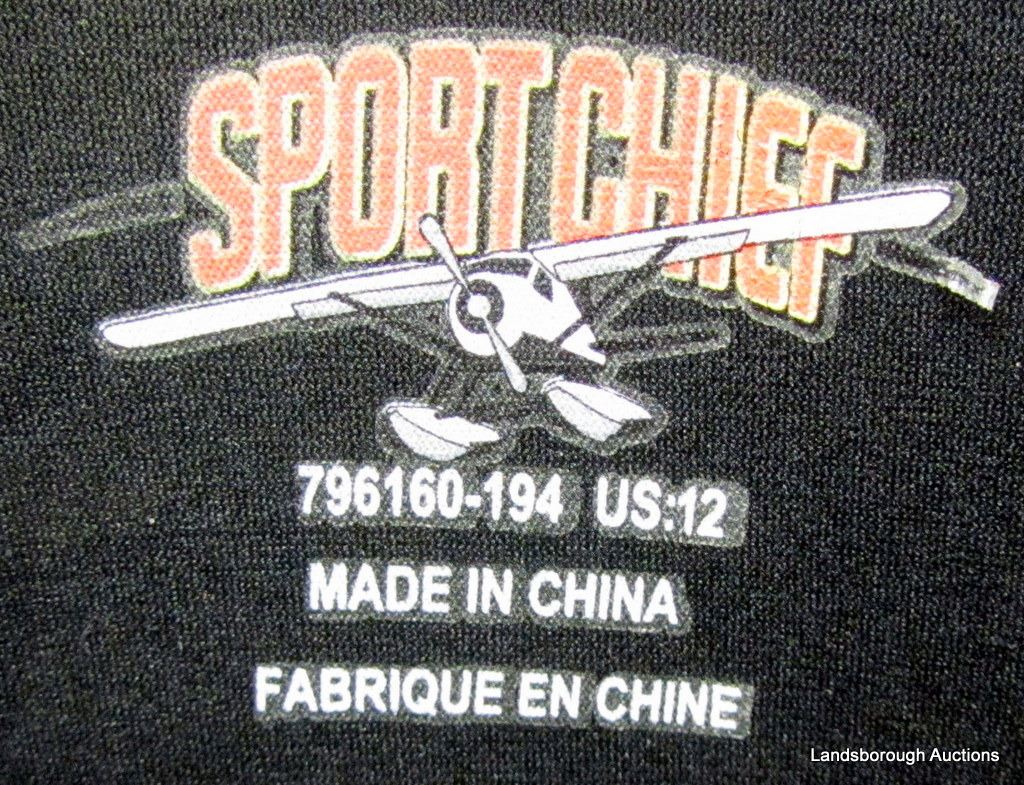 SPORTCHIEF
796160-194 US:12
MADE IN CHINA
FABRIQUE EN CHINE
Landsborough Auctions